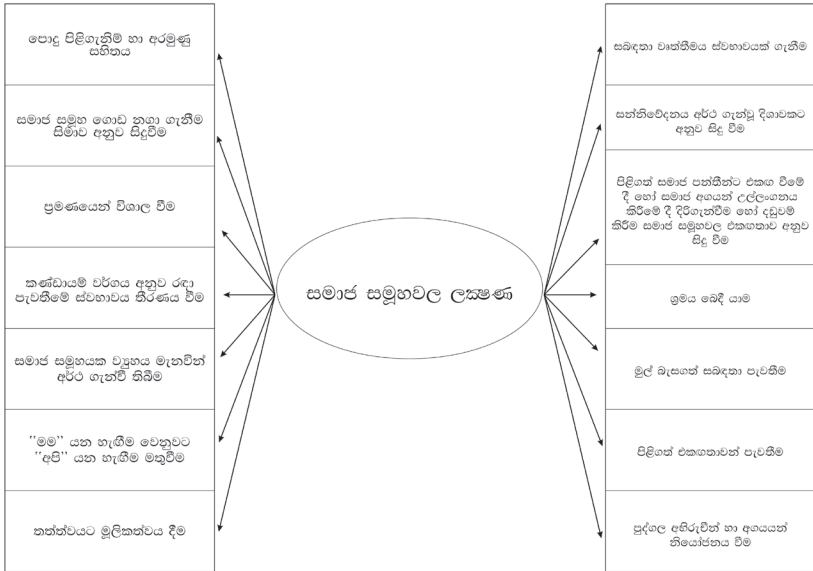 පොදු පිළිගැනිම් හා අරමුණු
සහිතය
සමාජ සමූහ ගොඩ නගා ගැනීම
සිමාව අනුව සිදුවීම
ප්‍රමණයෙන් විශාල වීම
කණ්ඩායම් වර්ගය අනුව රඳා
පැවතීමේ ස්වභාවය තීරණය වීම
සමාජ සමූහයක ව්‍යුහය මැනවින්
අර්ථ ගැන්වී තිබීම
"මම" යන හැඟීම වෙනුවට
"අපි" යන හැඟීම මතුවීම
තත්ත්වයට මූලිකත්වය දීම
සමාජ සමූහවල ලක්‍ෂණ
සබඳතා වෘත්තීමය ස්වභාවයක් ගැනීම
සන්නිවේදනය අර්ථ ගැන්වූ දිශාවකට
අනුව සිදු වීම
පිළිගත් සමාජ පන්තීන්ට එකඟ වීමේ
දී හෝ සමාජ අගයන් උල්ලංගනය
කිරීමේ දී දිරිගැන්වීම හෝ දඬුවම්
කිරීම සමාජ සමූහවල එකඟතාව අනුව
සිදු වීම
ශ්‍රමය බෙදී යාම
මුල් බැසගත් සබඳතා පැවතීම
පිළිගත් එකඟතාවන් පැවතීම
පුද්ගල අභිරුචීන් හා අගයයන්
නියෝජනය වීම